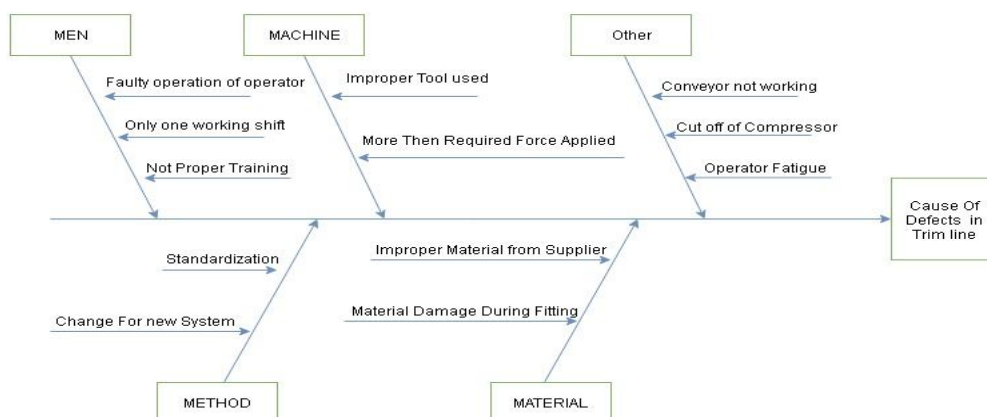 MEN
MACHINE
Other
Faulty operation of operator
Only one working shift
Not Proper Training
Improper Tool used
More Then Required Force Applied
Conveyor not working
Cut off of Compressor
Operator Fatigue
Cause Of
Defects in
Trim line
Standardization
Change For new System
Improper Material from Supplier
Material Damage During Fitting
METHOD
MATERIAL